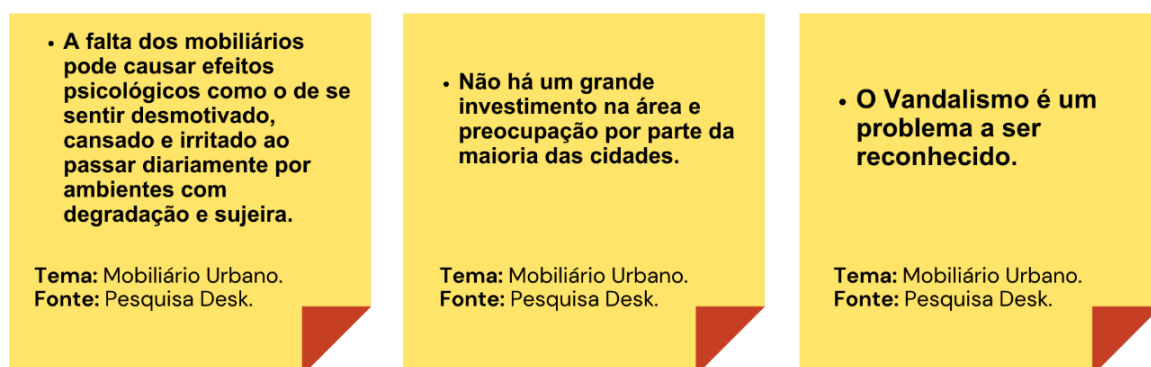 • A falta dos mobiliários
pode causar efeitos
psicológicos como o de se
sentir desmotivado,
cansado e irritado ao
passar diariamente por
ambientes com
degradação e sujeira.
Tema: Mobiliário Urbano.
Fonte: Pesquisa Desk.
• Não há um grande
investimento na área e
preocupação por parte da
maioria das cidades.
Tema: Mobiliário Urbano.
Fonte: Pesquisa Desk.
• O Vandalismo é um
problema a ser
reconhecido.
Tema: Mobiliário Urbano.
Fonte: Pesquisa Desk.